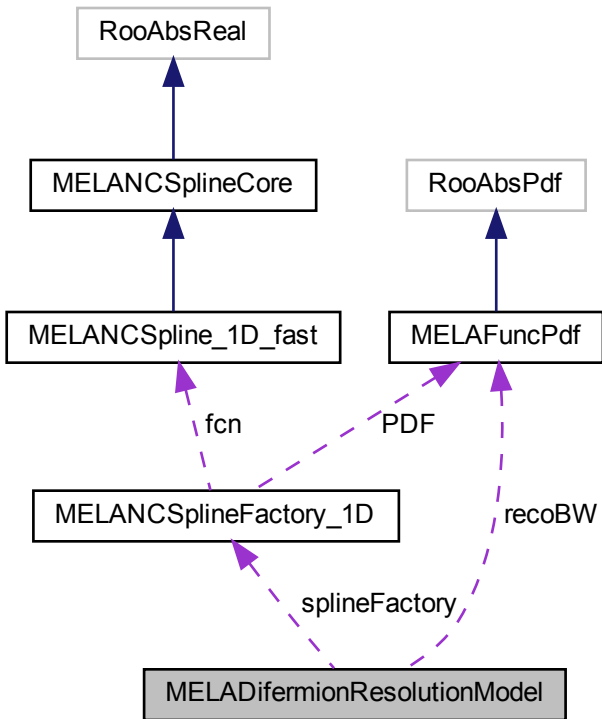 RooAbsReal
MELANCSplineCore
RooAbsPdf
MELANCSpline_1D_fast
MELAFuncPdf
fcn
PDF
MELANCSplineFactory_1D
recoBW
splineFactory
MELADifermionResolutionModel